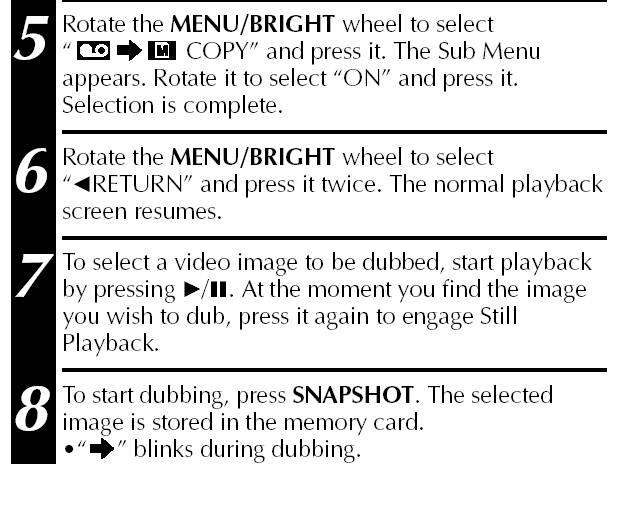 5 Rotate the MENU/BRIGHT wheel to select
“ ➡ M COPY” and press it. The Sub Menu
appears. Rotate it to select “ON” and press it.
Selection is complete.
6 Rotate the MENU/BRIGHT wheel to select
“◄RETURN” and press it twice. The normal playback
screen resumes.
7 To select a video image to be dubbed, start playback
by pressing ►/⏸. At the moment you find the image
you wish to dub, press it again to engage Still
Playback.
8 To start dubbing, press SNAPSHOT. The selected
image is stored in the memory card.
•“➡” blinks during dubbing.